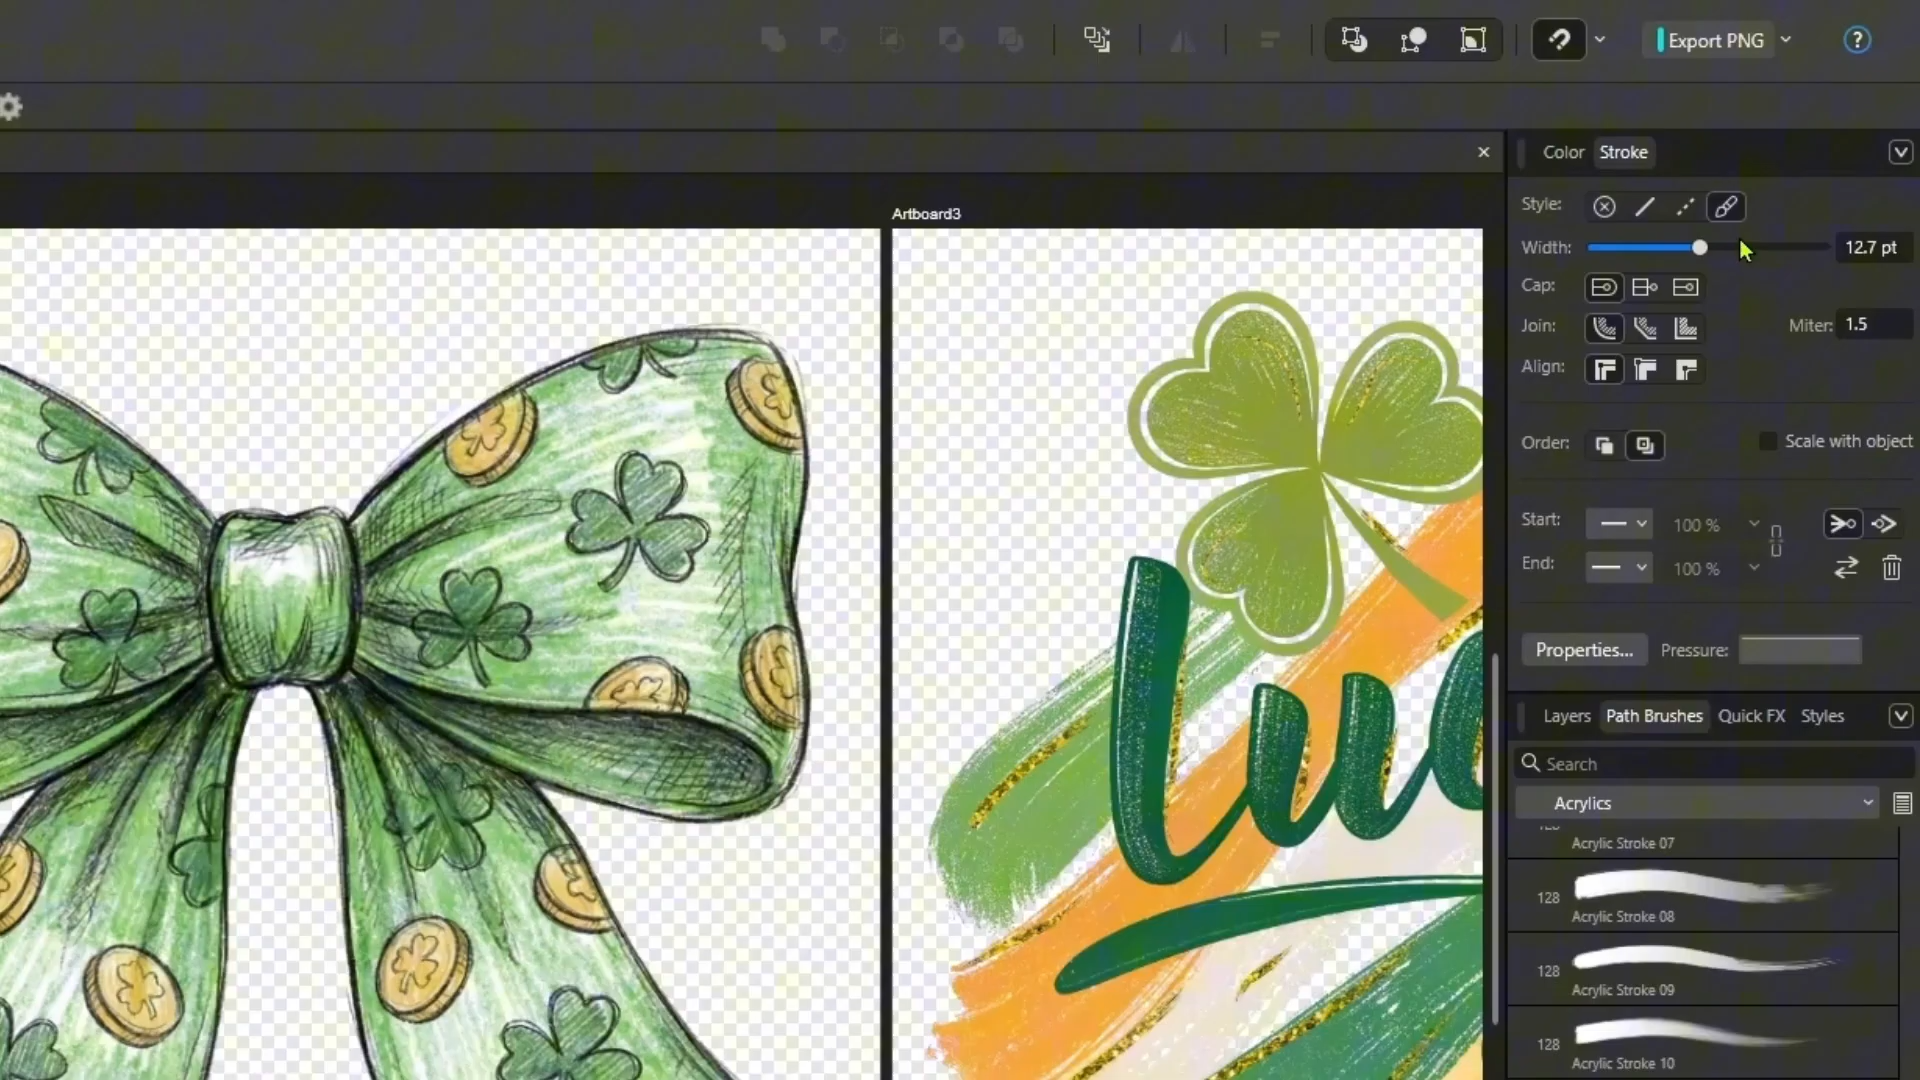 Export PNG
?
Color Stroke
Artboard3
Style:
Width: 12.7 pt
Cap:
Join: Miter: 1.5
Align:
Order: Scale with object
Start: 100 %
End: 100 %
Properties... Pressure:
Layers Path Brushes Quick FX Styles
Search
Acrylics
Acrylic Stroke 07
128
Acrylic Stroke 08
128
Acrylic Stroke 09
128
Acrylic Stroke 10
Luc